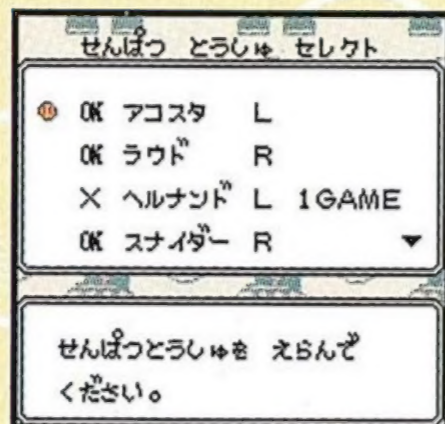 せんぱつ とうしゅ セレクト
OK アコスタ L
OK ラウド R
× ヘルナンド L 1GAME
OK スナイダー R
せんぱつとうしゅを えらんで
ください。